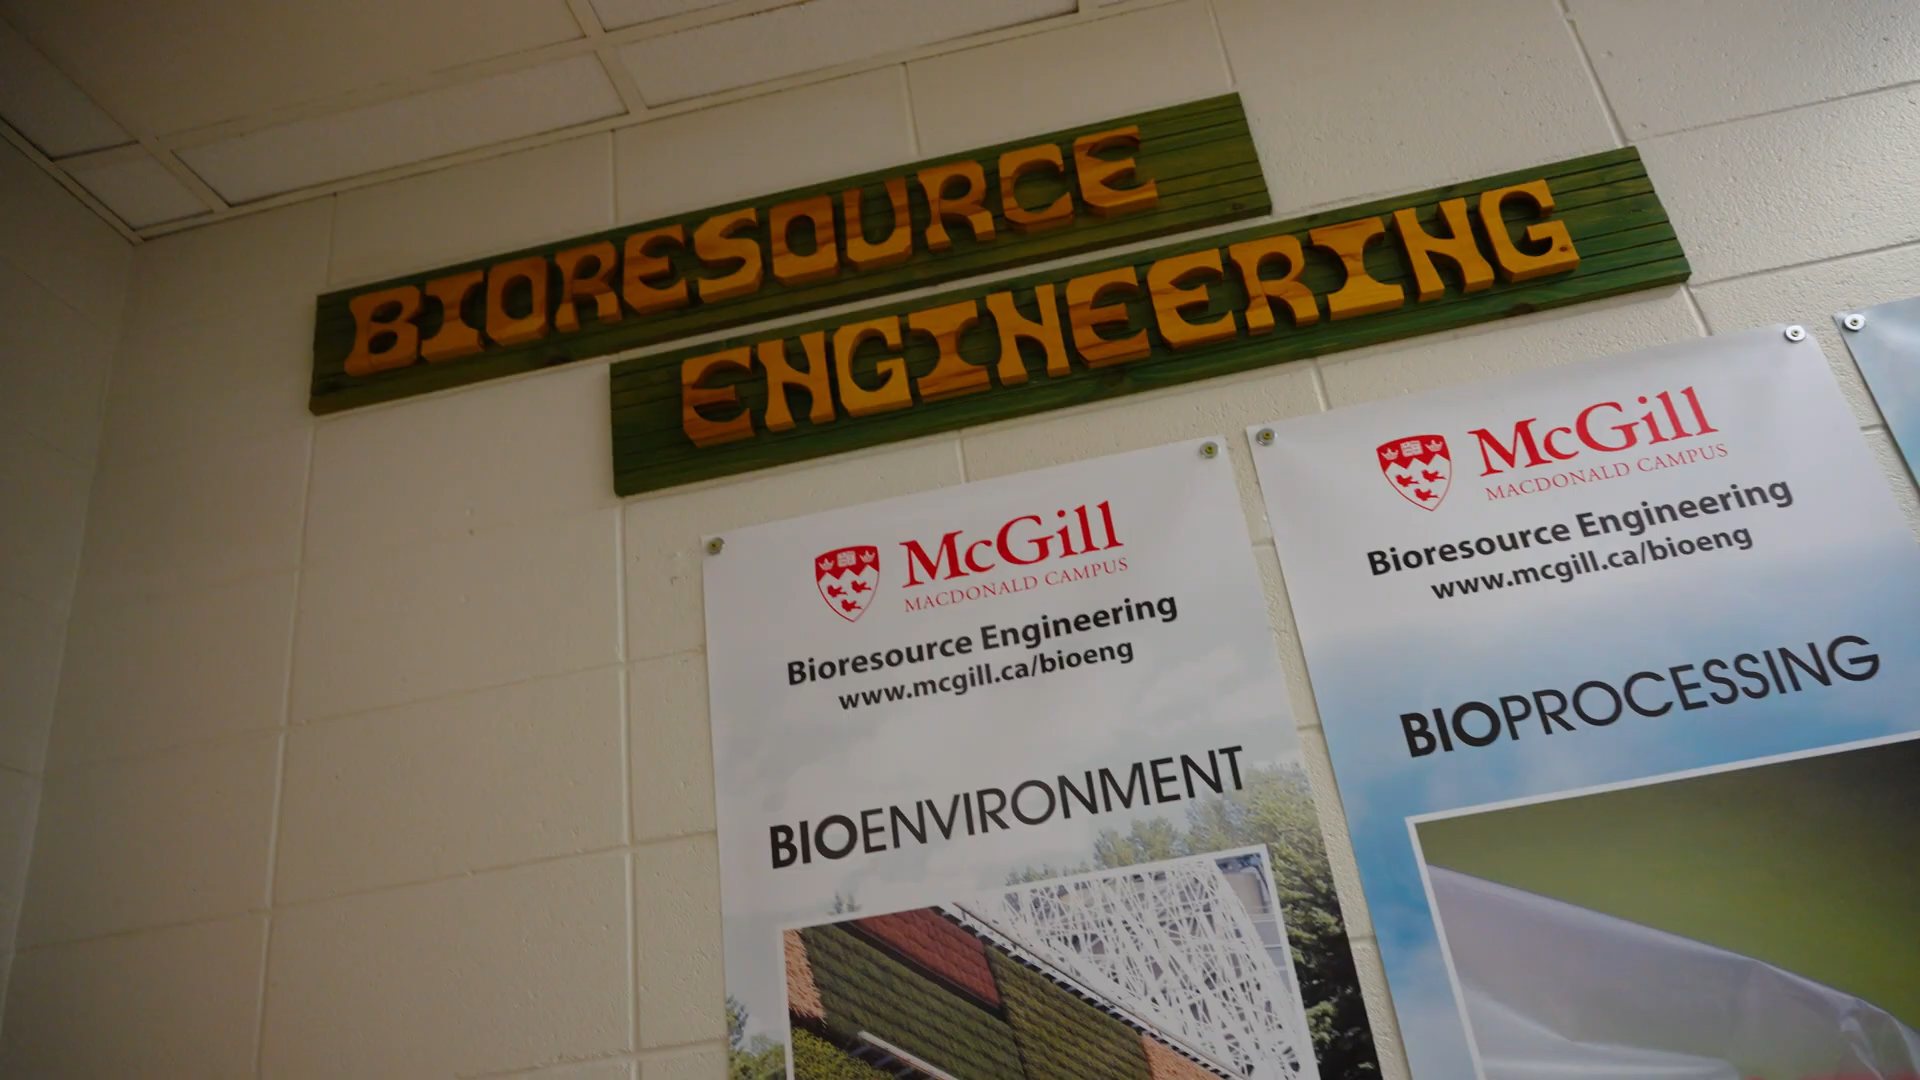 BIORESOURCE
ENGINEERING
McGill
MACDONALD CAMPUS
Bioresource Engineering
www.mcgill.ca/bioeng
BIOENVIRONMENT
McGill
MACDONALD CAMPUS
Bioresource Engineering
www.mcgill.ca/bioeng
BIOPROCESSING